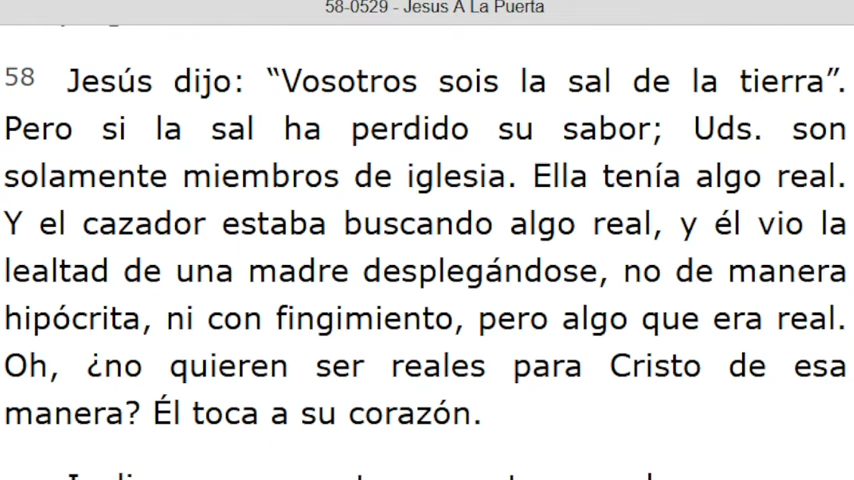 58-0529 - Jesus A La Puerta
58 Jesús dijo: “Vosotros sois la sal de la tierra”.
Pero si la sal ha perdido su sabor; Uds. son
solamente miembros de iglesia. Ella tenía algo real.
Y el cazador estaba buscando algo real, y él vio la
lealtad de una madre desplegándose, no de manera
hipócrita, ni con fingimiento, pero algo que era real.
Oh, ¿no quieren ser reales para Cristo de esa
manera? Él toca a su corazón.